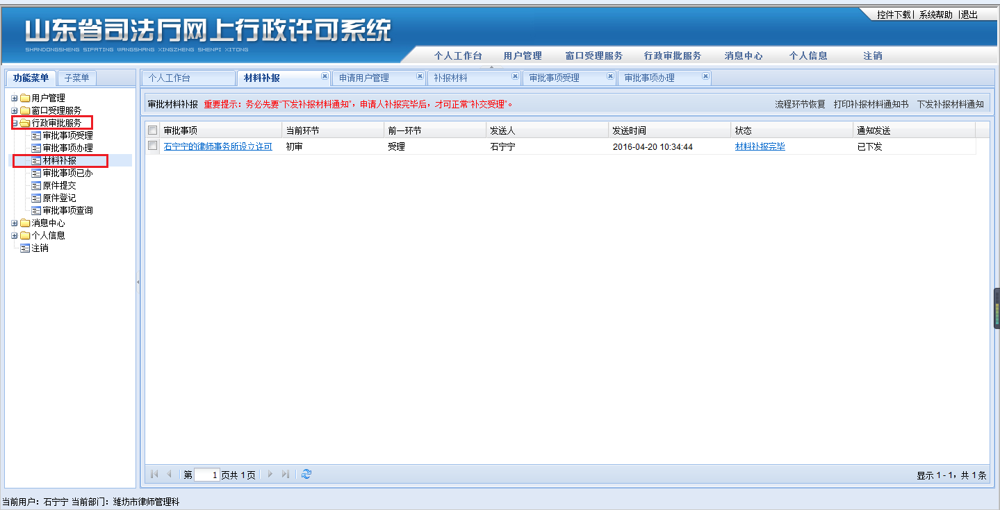 控件下载| 系统帮助 |退出
山东省司法厅网上行政许可系统
SHANDONGSHENG SIFATING WANGSHANG XINGZHENG SHENPI XITONG
个人工作台 用户管理 窗口受理服务 行政审批服务 消息中心 个人信息 注销
功能菜单 子菜单
个人工作台 材料补报 申请用户管理 补报材料 审批事项受理 审批事项办理
用户管理
窗口受理服务
行政审批服务
审批事项受理
审批事项办理
材料补报
审批事项已办
原件提交
原件登记
审批事项查询
消息中心
个人信息
注销
审批材料补报 重要提示：务必先要“下发补报材料通知”，申请人补报完毕后，才可正常“补交受理”。 流程环节恢复 打印补报材料通知书 下发补报材料通知
审批事项 当前环节 前一环节 发送人 发送时间 状态 通知发送
石宁宁的律师事务所设立许可 初审 受理 石宁宁 2016-04-20 10:34:44 材料补报完毕 已下发
第 1 页共 1 页 显示 1 - 1，共 1 条
当前用户：石宁宁 当前部门：潍坊市律师管理科